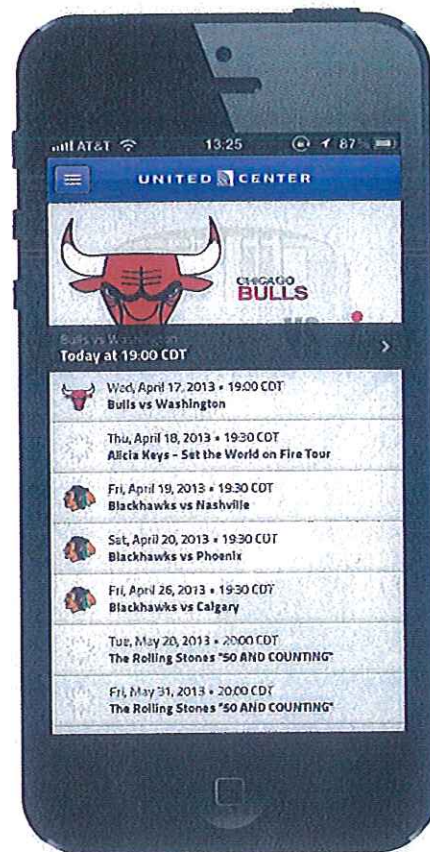 AT&T 13:25 87%
UNITED CENTER
CHICAGO
BULLS
Bulls vs Washington
Today at 19:00 CDT
Wed, April 17, 2013 • 19:00 CDT
Bulls vs Washington
Thu, April 18, 2013 • 19:30 CDT
Alicia Keys - Set the World on Fire Tour
Fri, April 19, 2013 • 19:30 CDT
Blackhawks vs Nashville
Sat, April 20, 2013 • 19:30 CDT
Blackhawks vs Phoenix
Fri, April 26, 2013 • 19:30 CDT
Blackhawks vs Calgary
Tue, May 28, 2013 • 20:00 CDT
The Rolling Stones "50 AND COUNTING"
Fri, May 31, 2013 • 20:00 CDT
The Rolling Stones "50 AND COUNTING"